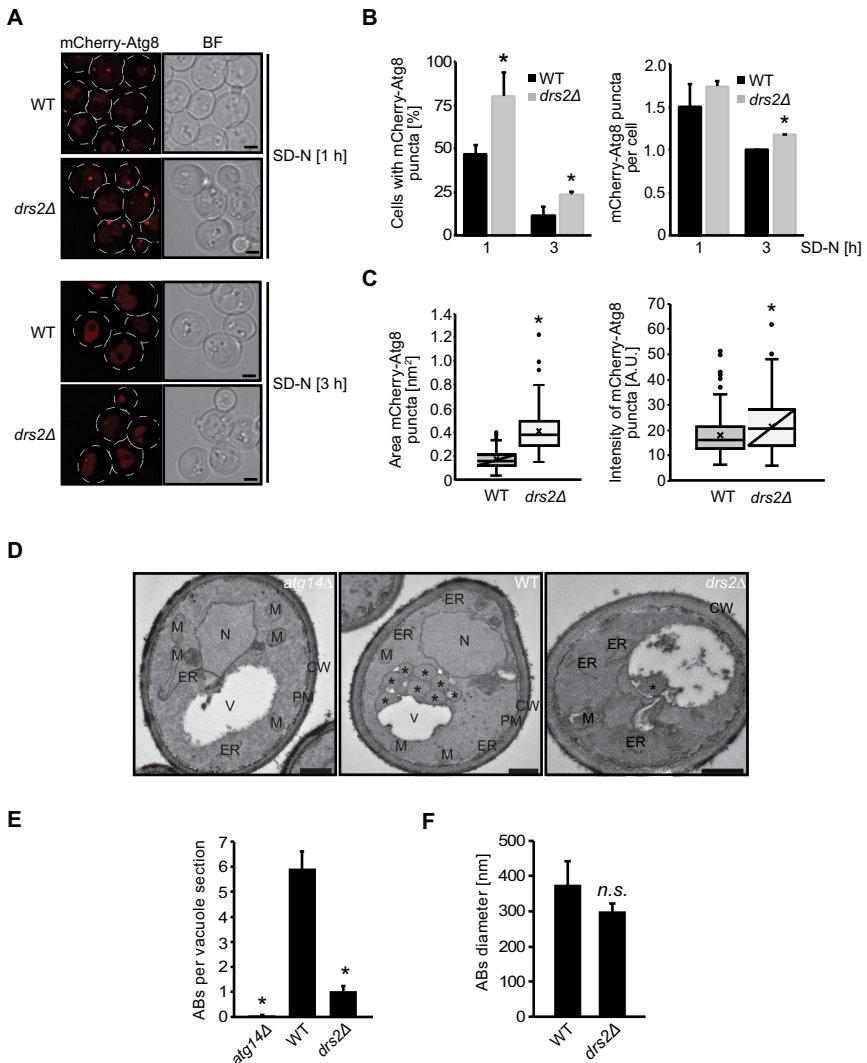 A
mCherry-Atg8 BF
WT
drs2Δ
SD-N [1 h]
WT
drs2Δ
SD-N [3 h]
B
Cells with mCherry-Atg8
puncta [%]
100
75
50
25
0
WT
drs2Δ
*
*
1 3
mCherry-Atg8 puncta
per cell
2.0
1.5
1.0
0.5
0
WT
drs2Δ
*
1 3 SD-N [h]
C
Area mCherry-Atg8
puncta [nm²]
1.4
1.2
1
0.8
0.6
0.4
0.2
0
*
WT drs2Δ
Intensity of mCherry-Atg8
puncta [A.U.]
70
60
50
40
30
20
10
0
*
WT drs2Δ
D
atg14Δ
M
N
M
M
ER
CW
V
PM
M
ER
WT
ER
ER
N
M
* * * * * * * *
V
CW
PM
M
M
ER
drs2Δ
CW
ER
ER
*
M
ER
E
ABs per vacuole section
7
6
5
4
3
2
1
0
*
*
atg14Δ WT drs2Δ
F
ABs diameter [nm]
500
400
300
200
100
0
n.s.
WT drs2Δ